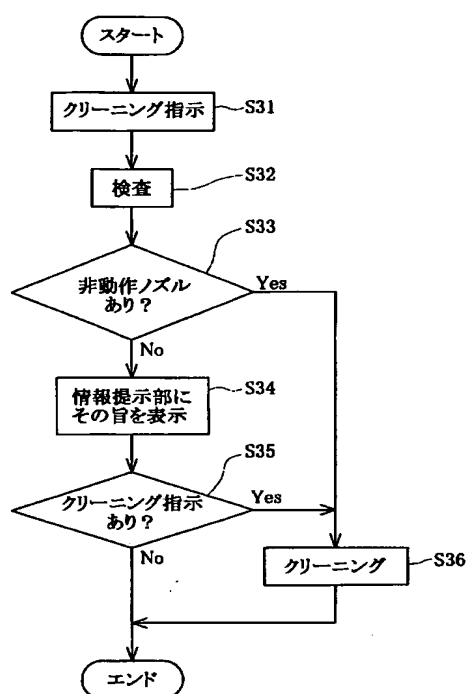 スタート
クリーニング指示
S31
検査
S32
S33
非動作ノズル
あり？
Yes
No
情報提示部に
その旨を表示
S34
S35
クリーニング指示
あり？
Yes
No
クリーニング
S36
エンド